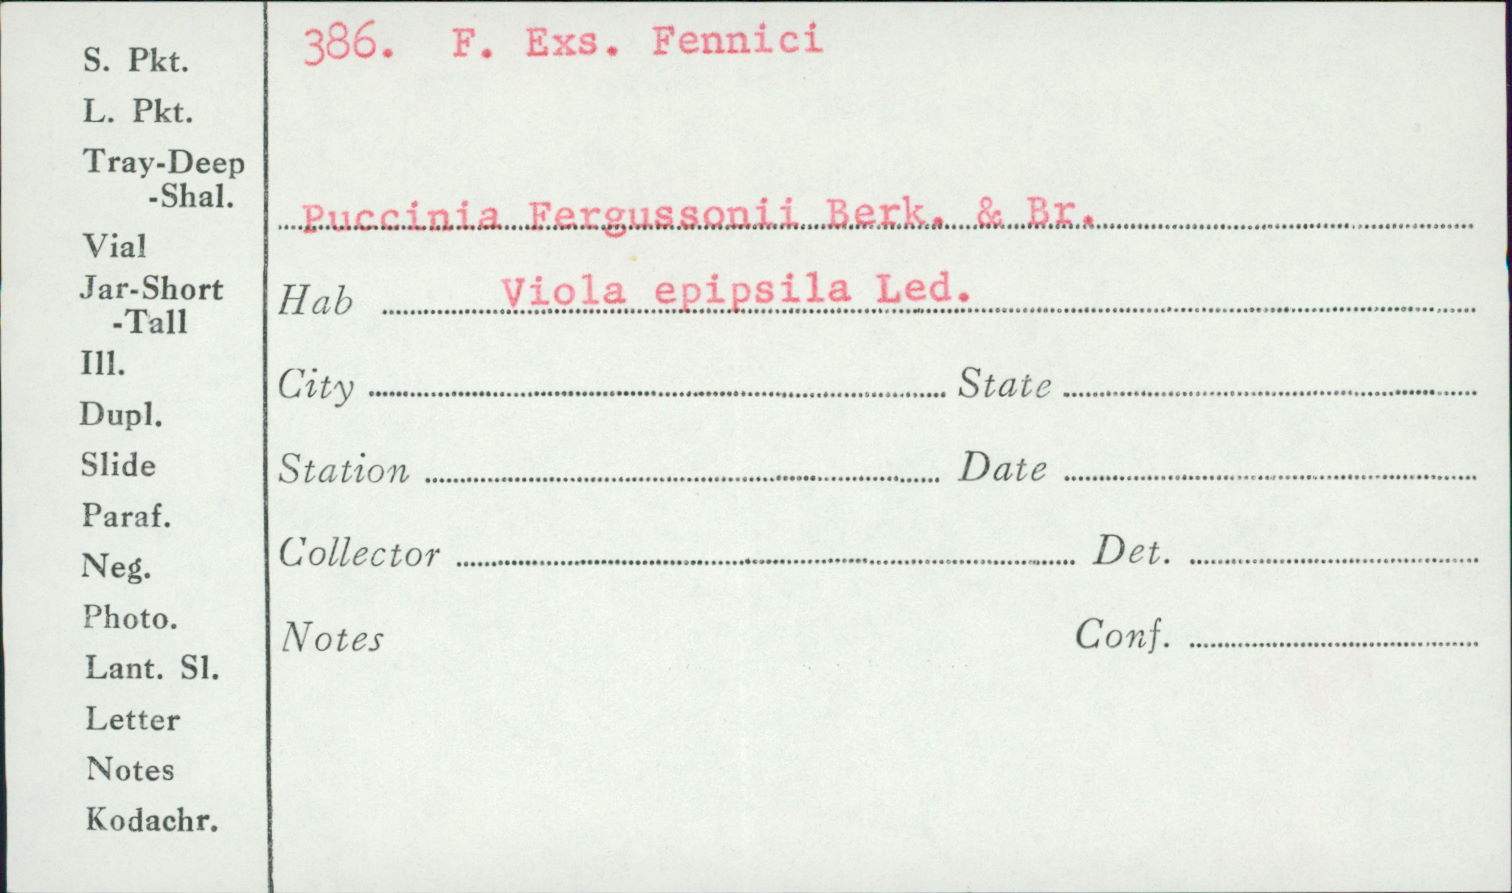 386. F. Exs. Fennici
S. Pkt.
L. Pkt.
Tray-Deep
-Shal.
Puccinia Fergussonii Berk. & Br.
Vial
Jar-Short
-Tall
Hab Viola epipsila Led.
Ill.
City State
Dupl.
Slide
Station Date
Paraf.
Neg.
Collector Det.
Photo.
Notes Conf.
Lant. Sl.
Letter
Notes
Kodachr.